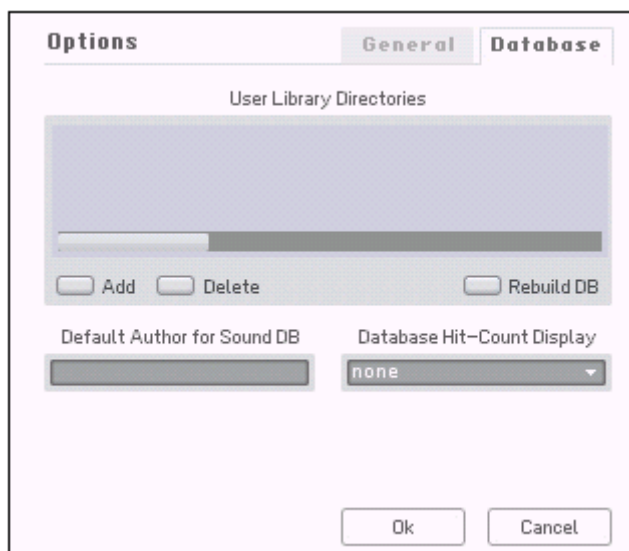 Options General Database
User Library Directories
Add Delete Rebuild DB
Default Author for Sound DB Database Hit-Count Display
none
Ok Cancel